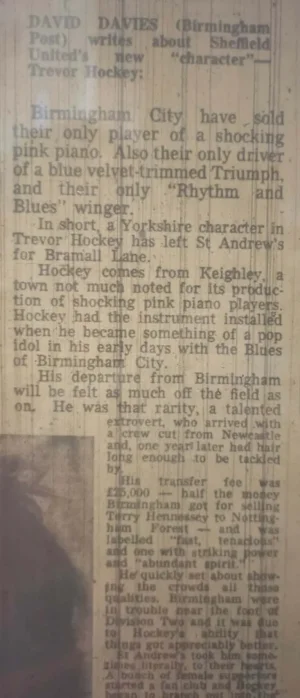 DAVID DAVIES (Birmingham
Post) writes about Sheffield
United's new "character"—
Trevor Hockey:
Birmingham City have sold
their only player of a shocking
pink piano. Also their only driver
of a blue velvet-trimmed Triumph,
and their only "Rhythm and
Blues" winger.
In short, a Yorkshire character in
Trevor Hockey has left St Andrew's
for Bramall Lane.
Hockey comes from Keighley, a
town not much noted for its produc-
tion of shocking pink piano players.
Hockey had the instrument installed
when he became something of a pop
idol in his early days with the Blues
of Birmingham City.
His departure from Birmingham
will be felt as much off the field as
on. He was that rarity, a talented
extrovert, who arrived with
a crew cut from Newcastle
and, one year later had hair
long enough to be tackled
by.
His transfer fee was
£25,000 — half the money
Birmingham got for selling
Terry Hennessey to Notting-
ham Forest — and was
labelled "fast, tenacious"
and one with striking power
and "abundant spirit."
He quickly set about show-
ing the crowds all those
qualities. Birmingham were
in trouble near the foot of
Division Two and it was due
to Hockey's ability that
things got appreciably better.
St Andrew's took him some-
times literally, to their hearts.
A bunch of female supporters
started a fan club and Hockey
began to branch out